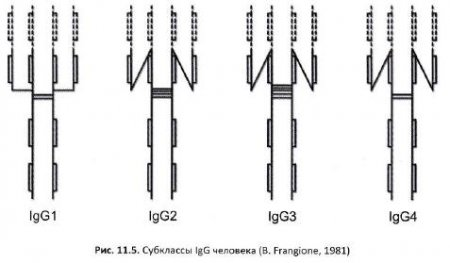 IgG1 IgG2 IgG3 IgG4
Рис. 11.5. Субклассы IgG человека (B. Frangione, 1981)